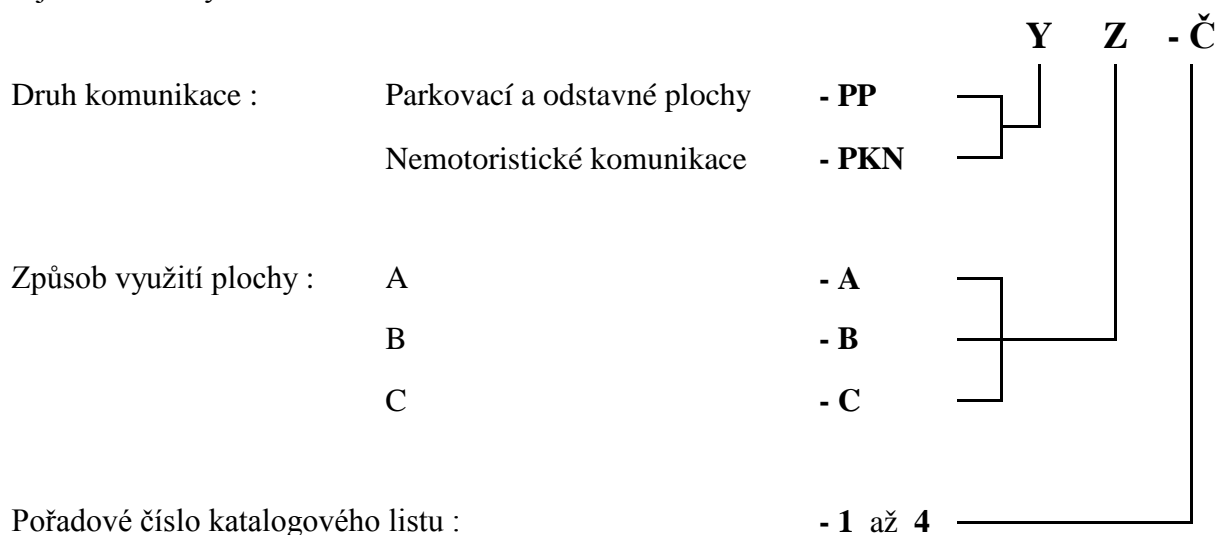 Y Z - Č
Druh komunikace : Parkovací a odstavné plochy - PP
Nemotoristické komunikace - PKN
Způsob využití plochy : A - A
B - B
C - C
Pořadové číslo katalogového listu : - 1 až 4